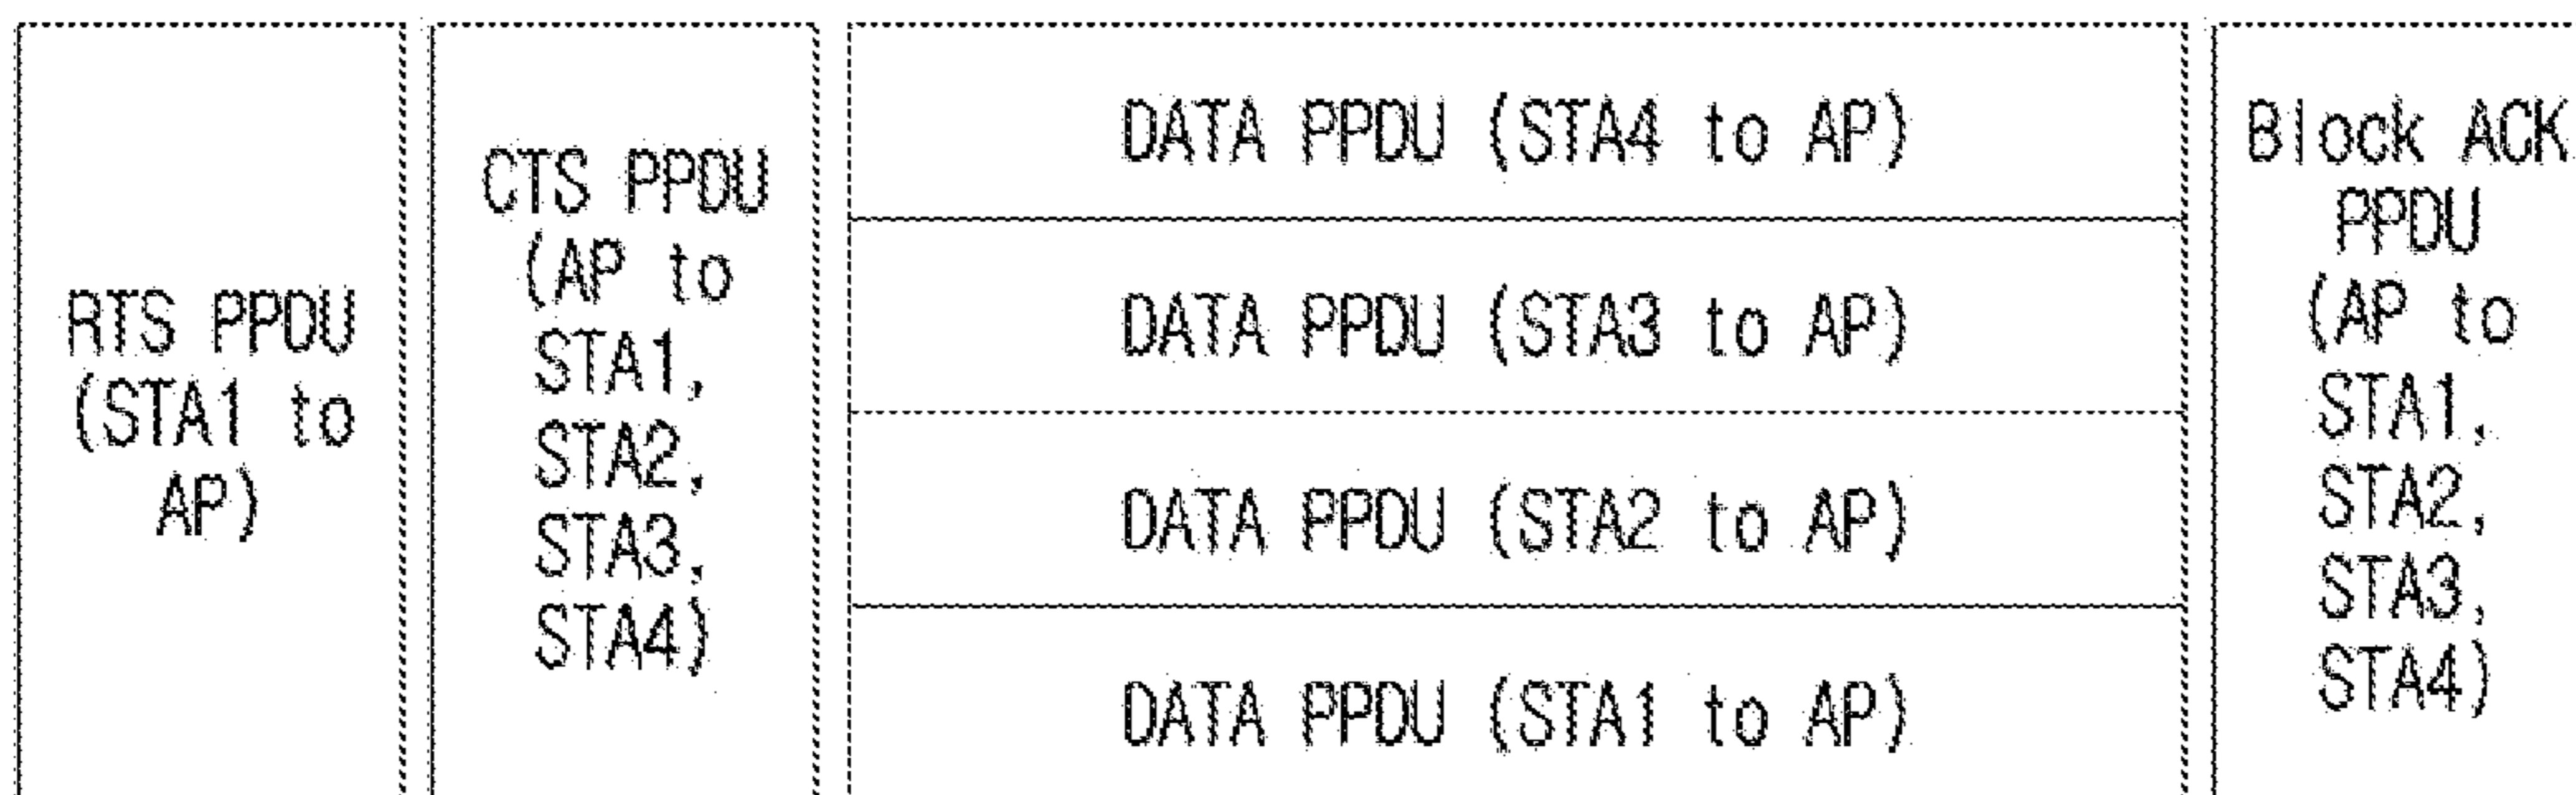 RTS PPDU
(STA1 to
AP)
CTS PPDU
(AP to
STA1,
STA2,
STA3,
STA4)
DATA PPDU (STA4 to AP)
DATA PPDU (STA3 to AP)
DATA PPDU (STA2 to AP)
DATA PPDU (STA1 to AP)
Block ACK
PPDU
(AP to
STA1,
STA2,
STA3,
STA4)